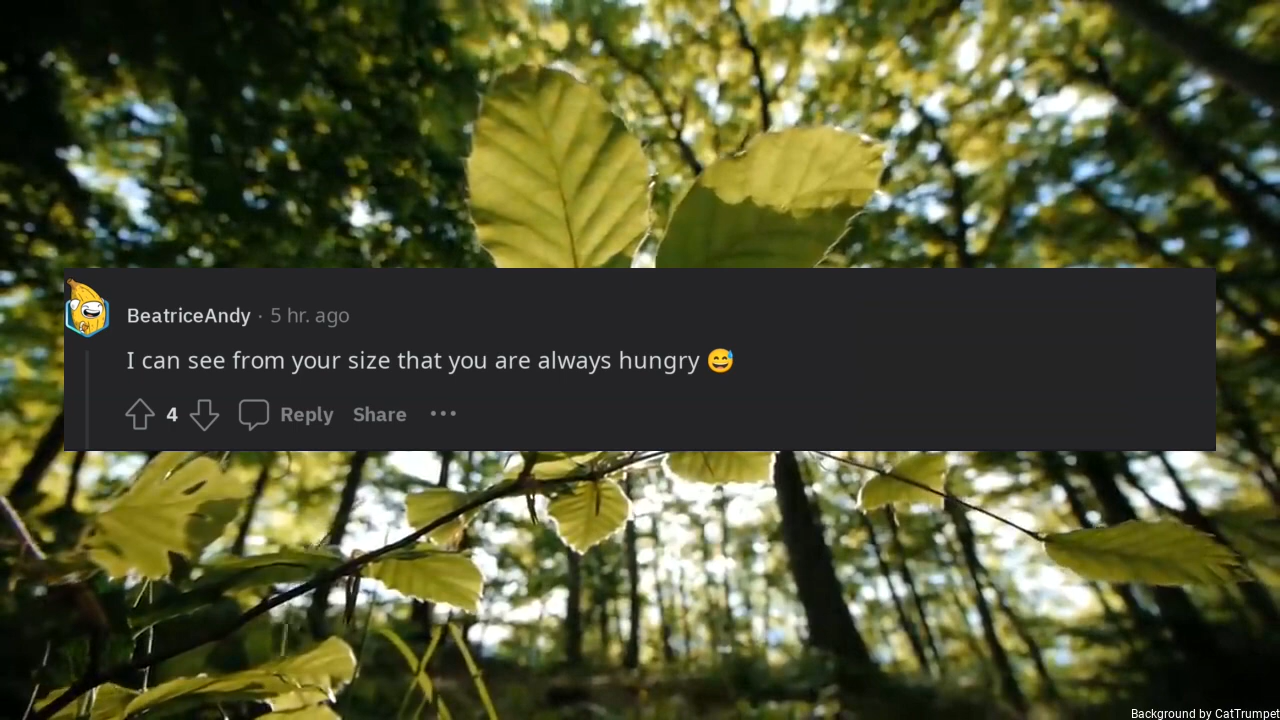 BeatriceAndy · 5 hr. ago
I can see from your size that you are always hungry 😅
4 Reply Share ···
Background by CatTrumpet